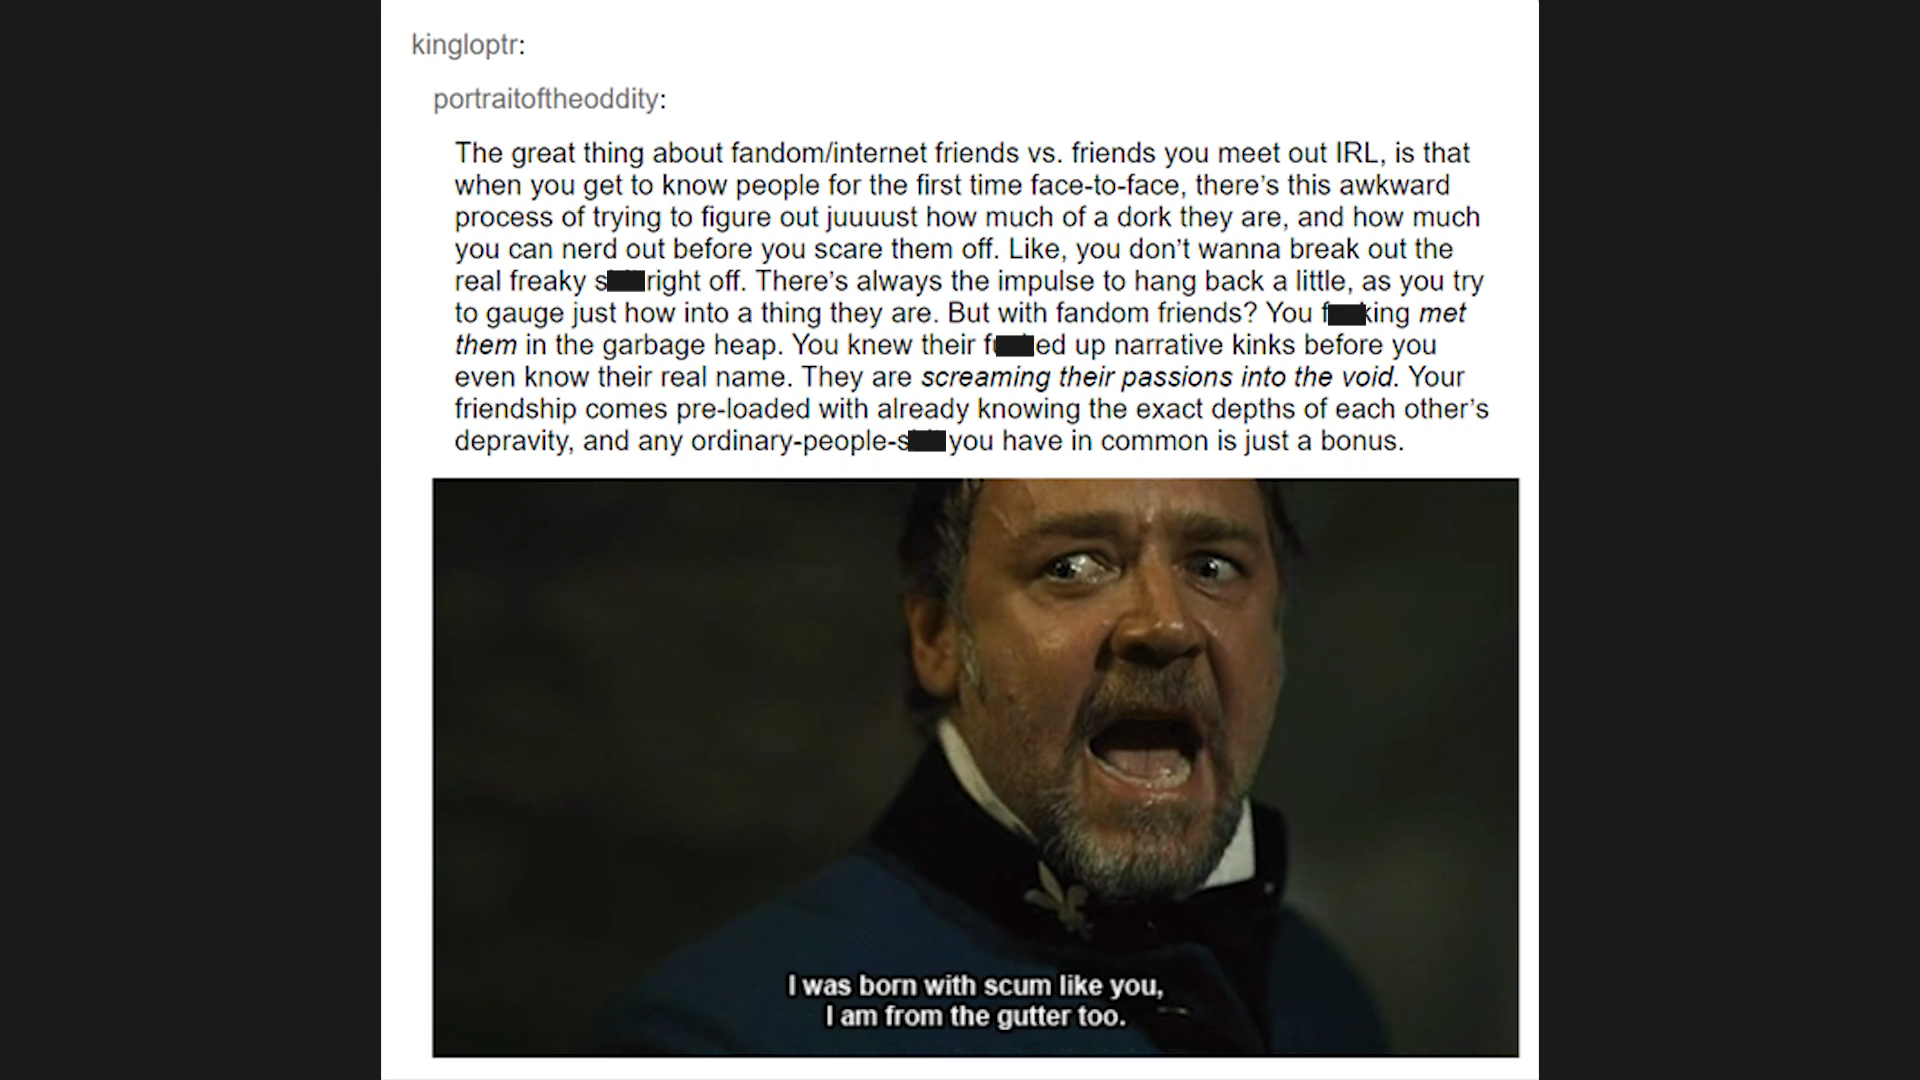 kingloptr:
portraitoftheoddity:
The great thing about fandom/internet friends vs. friends you meet out IRL, is that
when you get to know people for the first time face-to-face, there's this awkward
process of trying to figure out juuuust how much of a dork they are, and how much
you can nerd out before you scare them off. Like, you don't wanna break out the
real freaky s right off. There's always the impulse to hang back a little, as you try
to gauge just how into a thing they are. But with fandom friends? You f king met
them in the garbage heap. You knew their fu ed up narrative kinks before you
even know their real name. They are screaming their passions into the void. Your
friendship comes pre-loaded with already knowing the exact depths of each other's
depravity, and any ordinary-people-s you have in common is just a bonus.
I was born with scum like you,
I am from the gutter too.